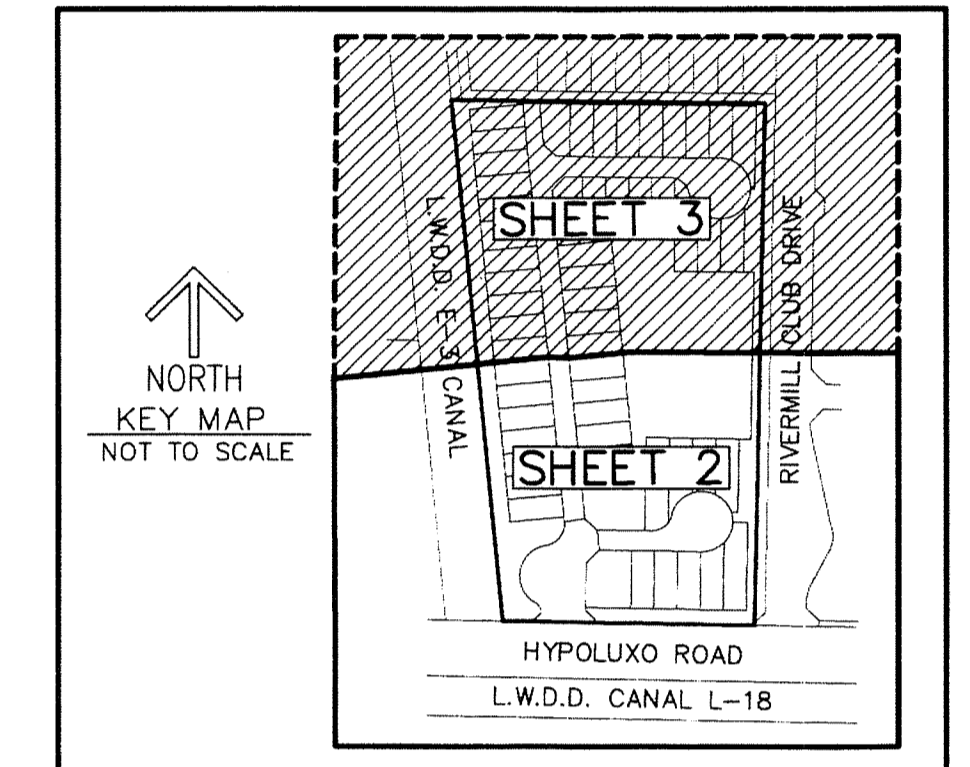 SHEET 3
L.W.D.D. E-3 CANAL
RIVERMILL CLUB DRIVE
NORTH
KEY MAP
NOT TO SCALE
SHEET 2
HYPOLUXO ROAD
L.W.D.D. CANAL L-18